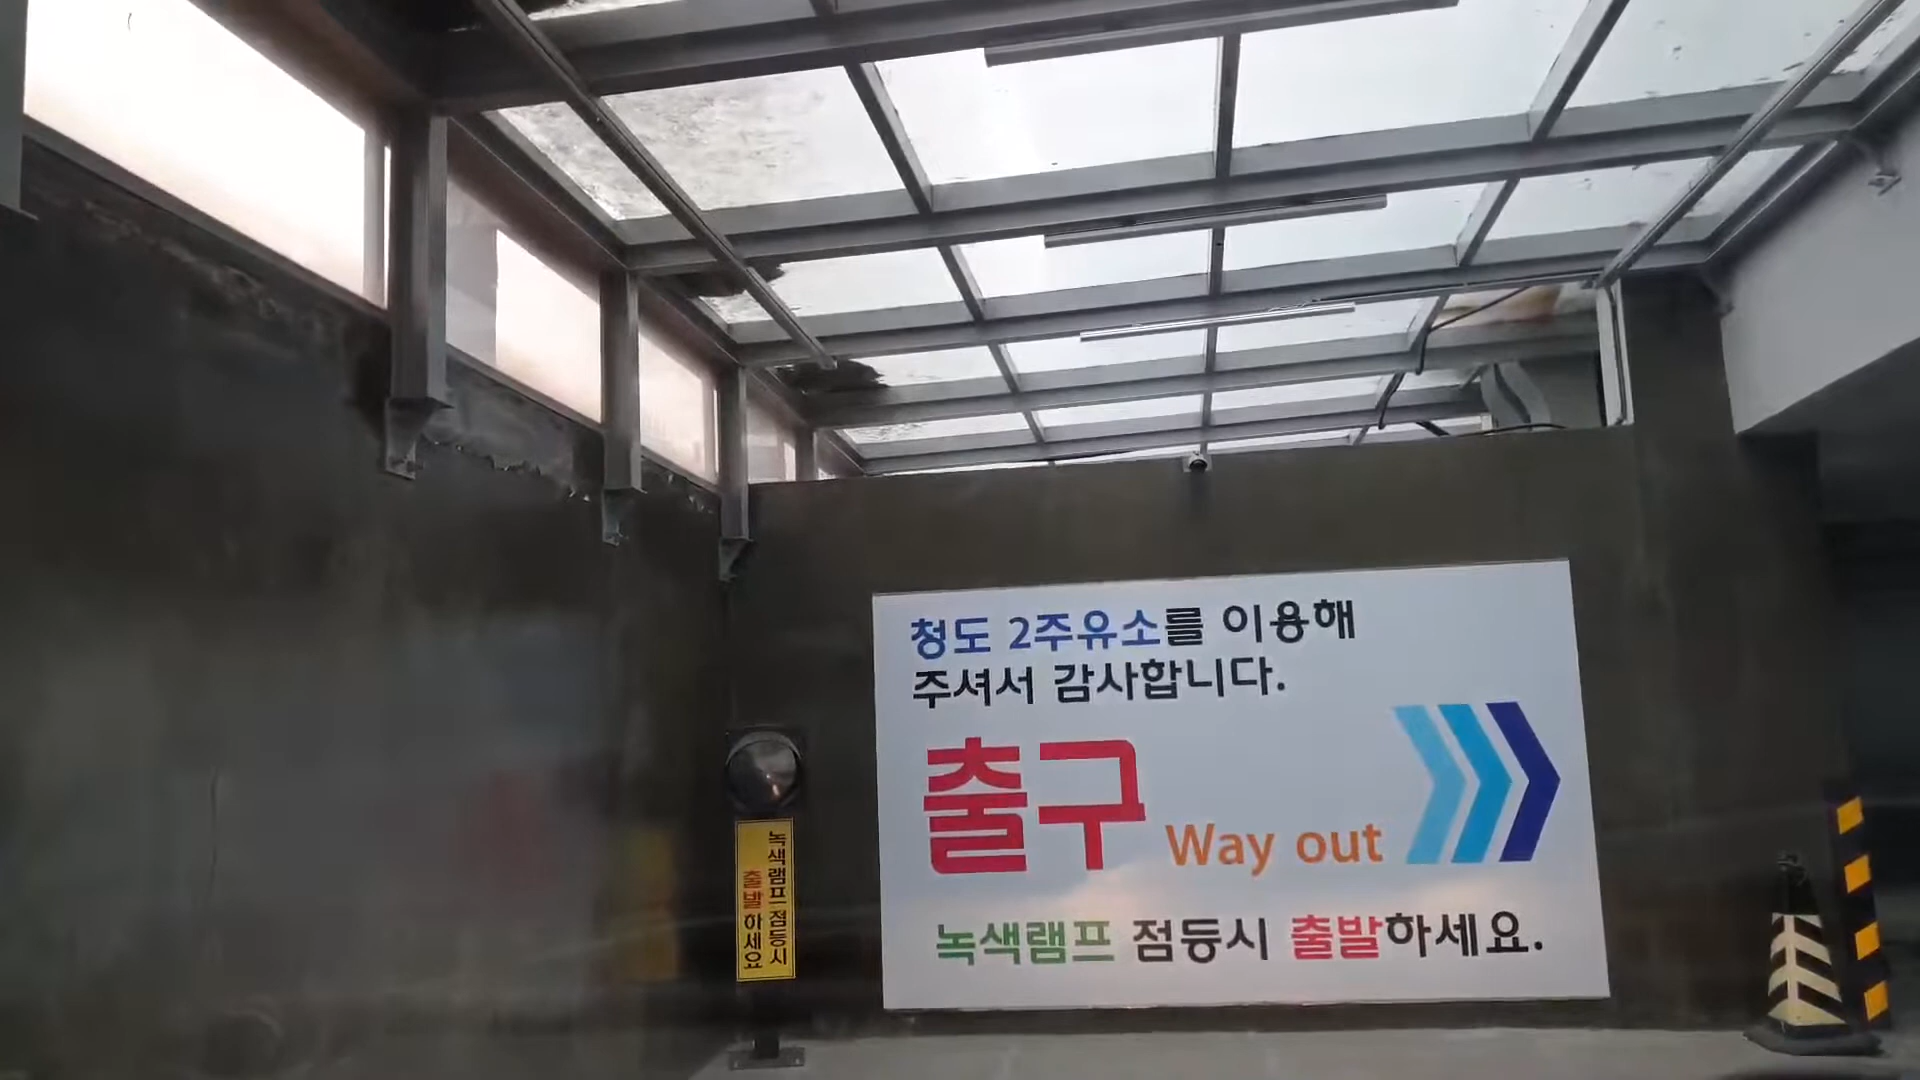 청도 2주유소를 이용해
주셔서 감사합니다.
출구 Way out
녹색램프 점등시 출발하세요.
녹색램프 점등시
출발하세요